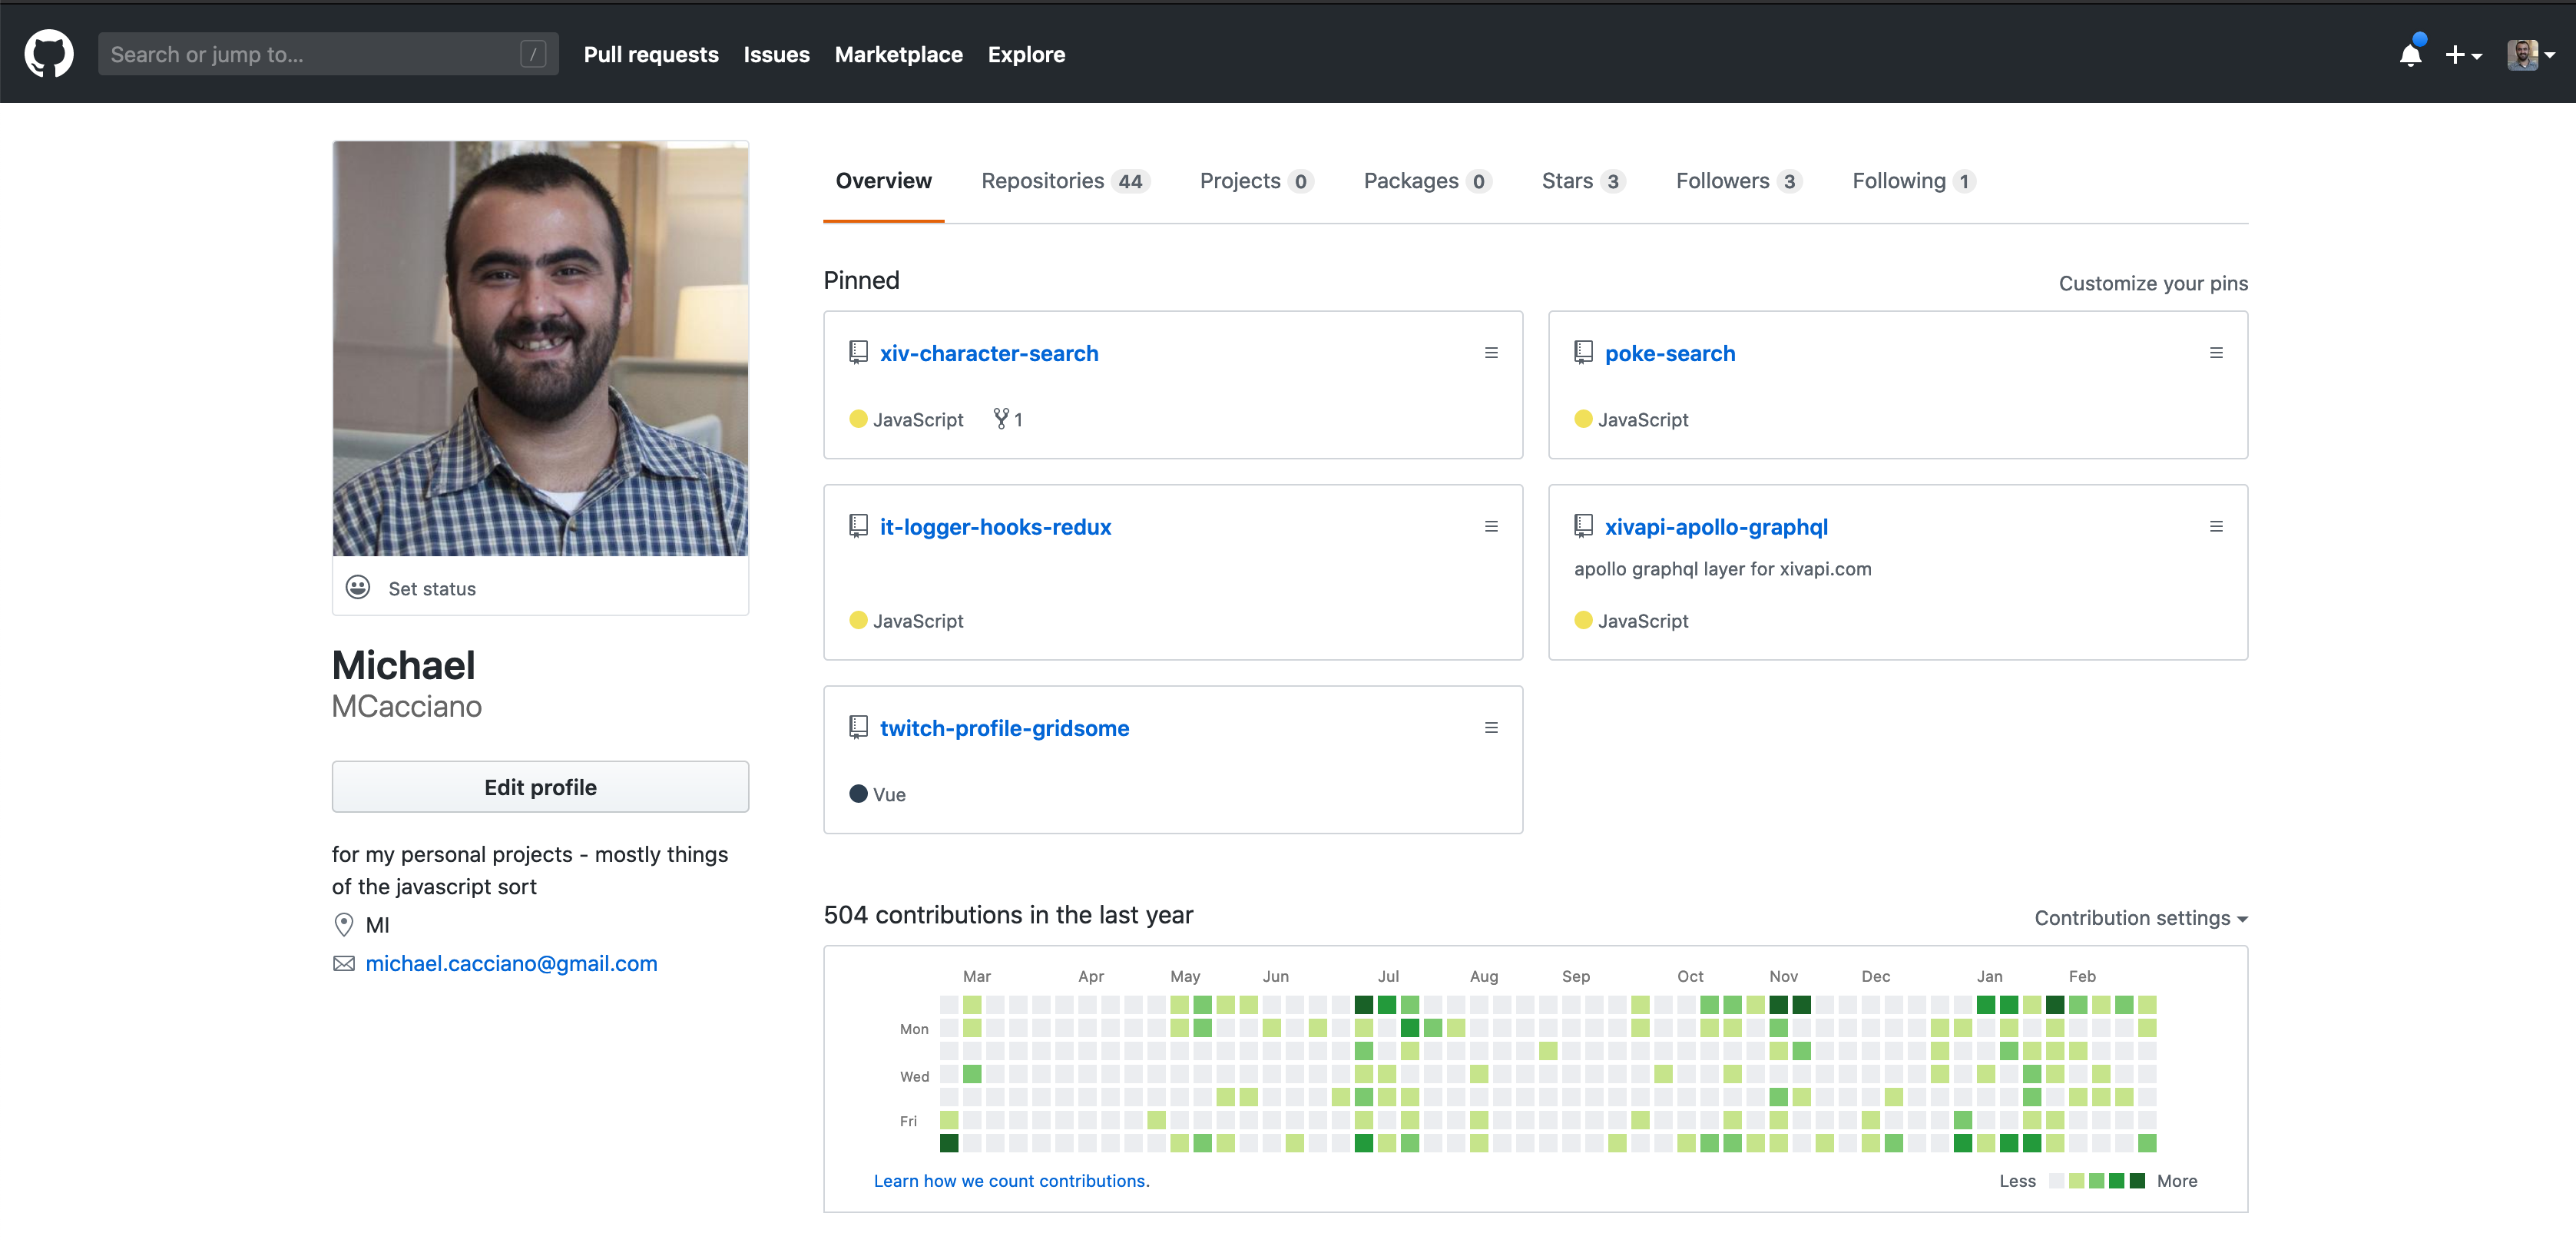 Search or jump to... /
Pull requests Issues Marketplace Explore
Overview Repositories 44 Projects 0 Packages 0 Stars 3 Followers 3 Following 1
Set status
Michael
MCacciano
Edit profile
for my personal projects - mostly things
of the javascript sort
MI
michael.cacciano@gmail.com
Pinned
Customize your pins
xiv-character-search
JavaScript 1
poke-search
JavaScript
it-logger-hooks-redux
JavaScript
xivapi-apollo-graphql
apollo graphql layer for xivapi.com
JavaScript
twitch-profile-gridsome
Vue
504 contributions in the last year
Contribution settings
Mar Apr May Jun Jul Aug Sep Oct Nov Dec Jan Feb
Mon
Wed
Fri
Learn how we count contributions.
Less More